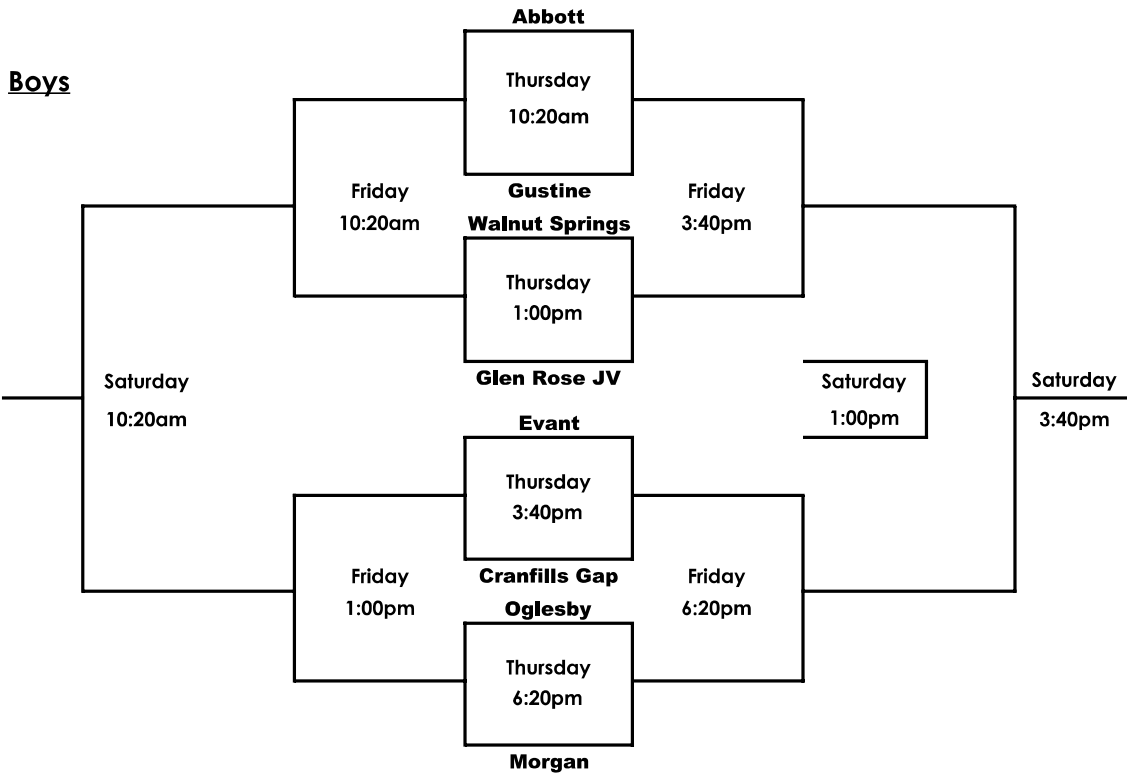 Abbott
Boys
Thursday
10:20am
Gustine
Friday
10:20am
Friday
3:40pm
Walnut Springs
Thursday
1:00pm
Glen Rose JV
Saturday
10:20am
Saturday
1:00pm
Saturday
3:40pm
Evant
Thursday
3:40pm
Cranfills Gap
Friday
1:00pm
Friday
6:20pm
Oglesby
Thursday
6:20pm
Morgan